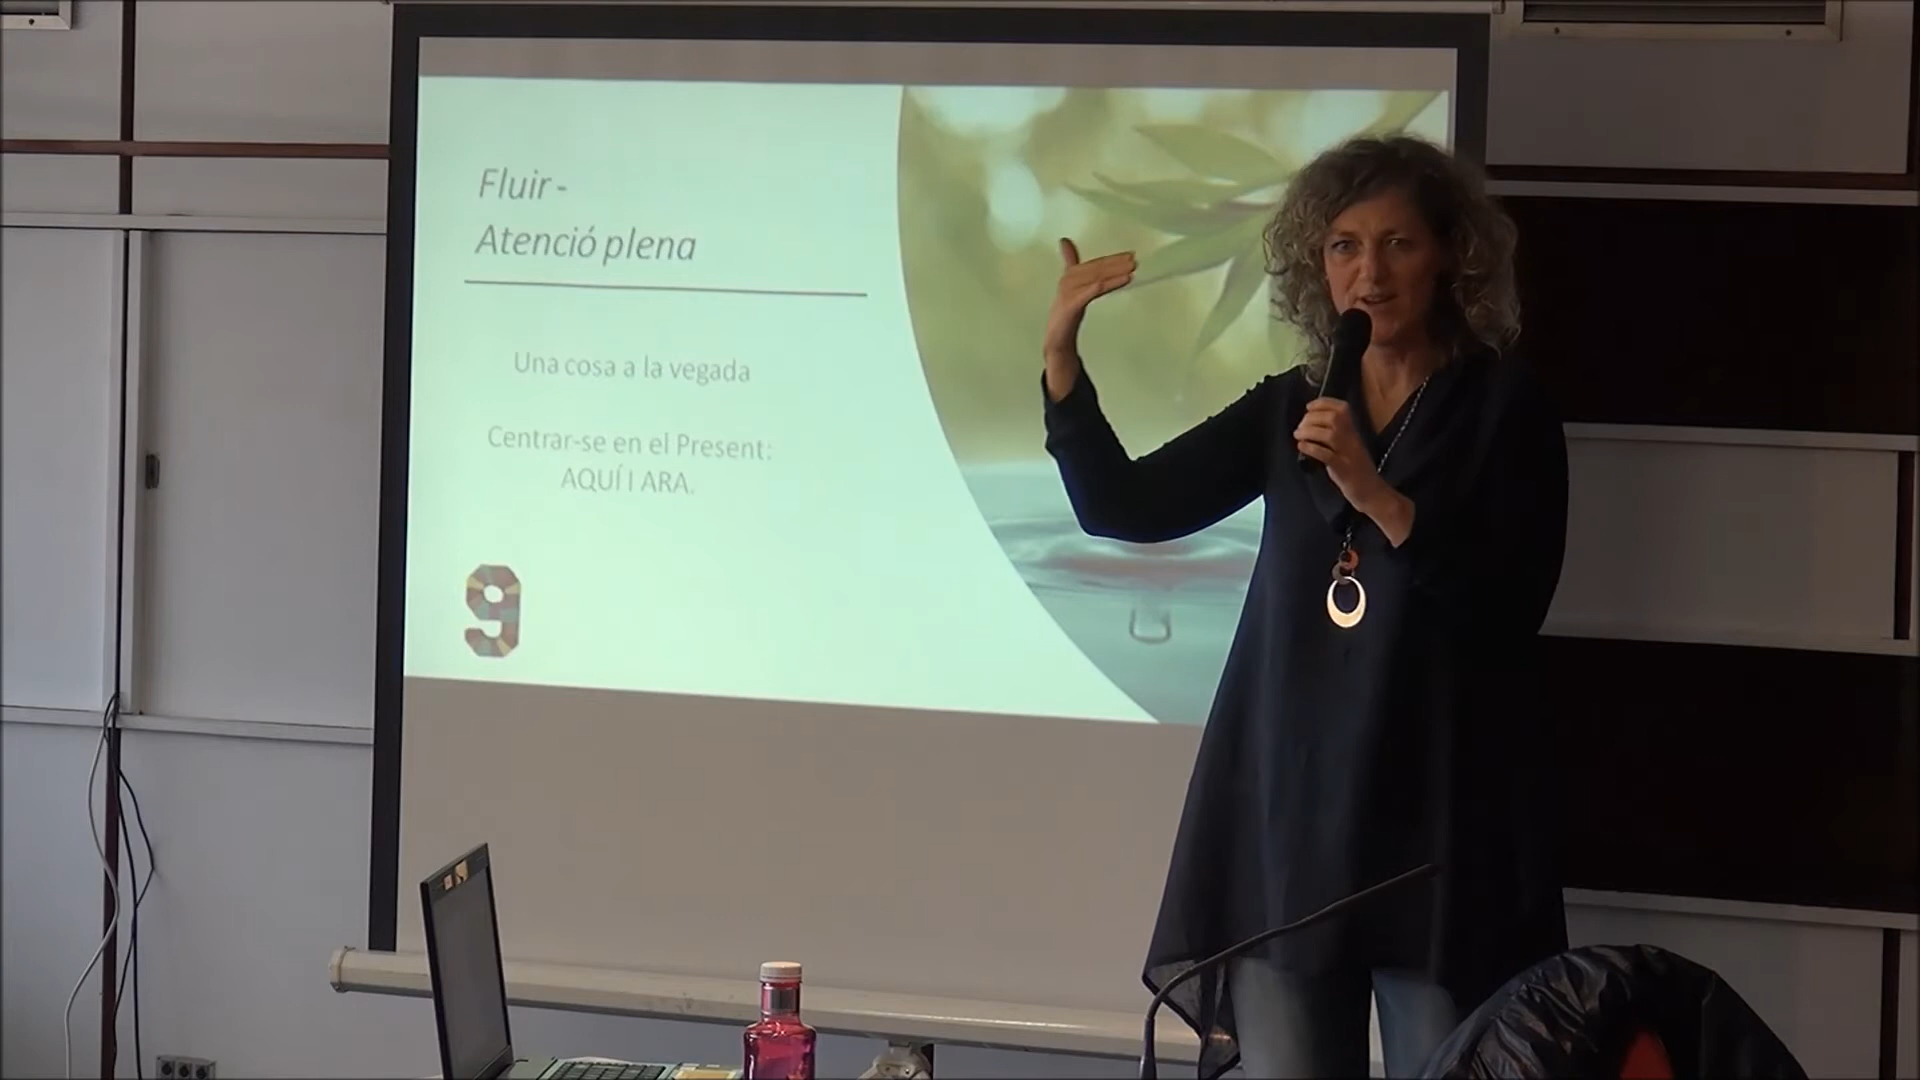 Fluir -
Atenció plena
Una cosa a la vegada
Centrar-se en el Present:
AQUÍ I ARA.
9